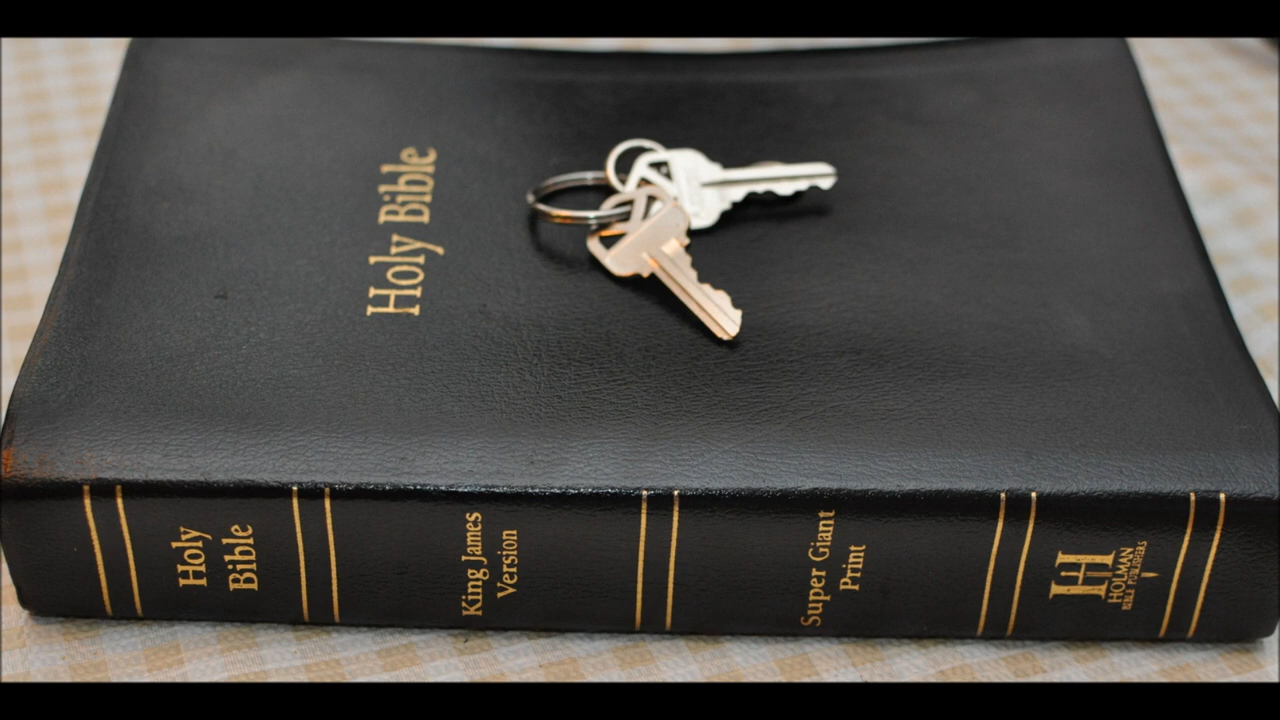 Holy Bible
Holy
Bible
King James
Version
Super Giant
Print
HOLMAN
BIBLE PUBLISHERS